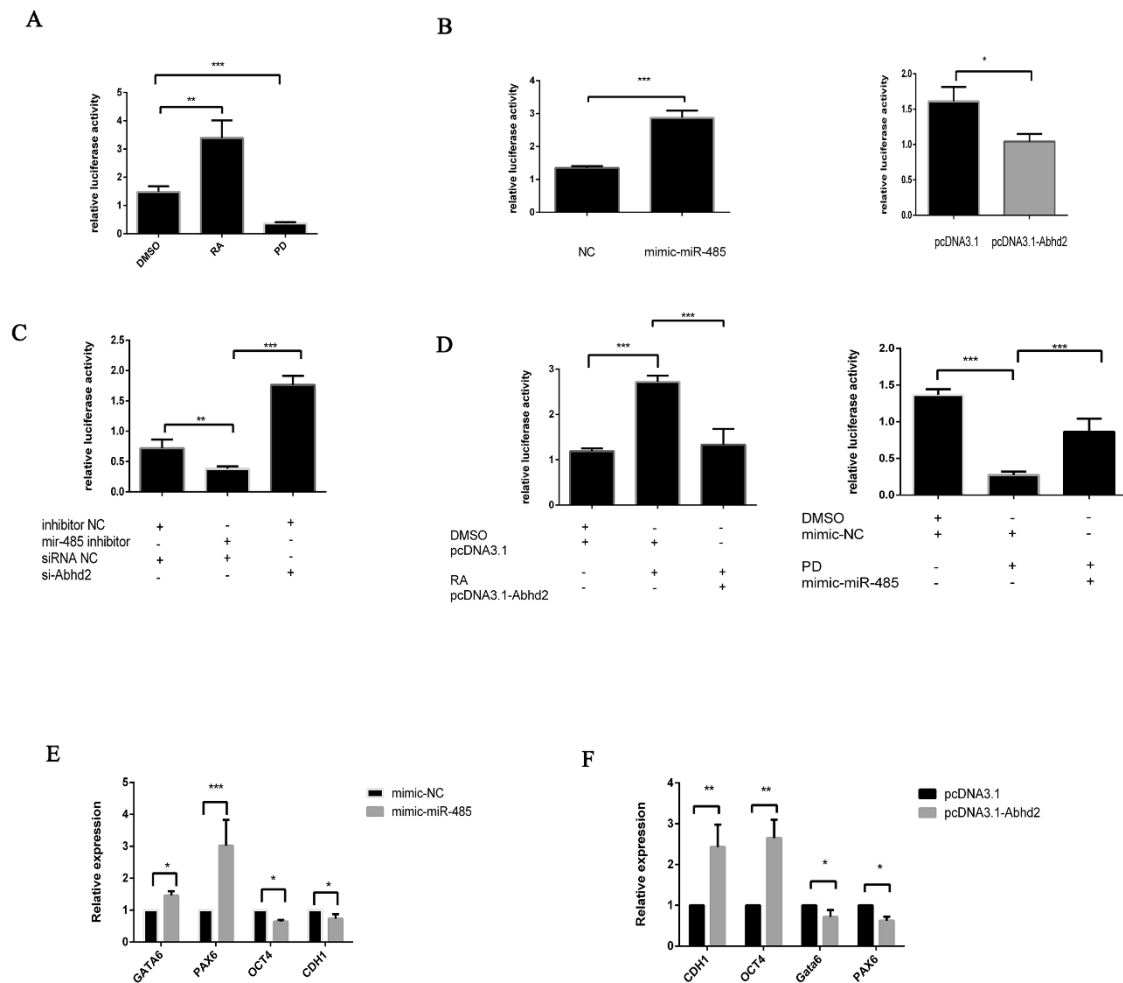 A
relative luciferase activity
5
4
3
2
1
0
***
**
DMSO
RA
PD
B
relative luciferase activity
4
3
2
1
0
***
NC
mimic-miR-485
relative luciferase activity
2.0
1.5
1.0
0.5
0.0
*
pcDNA3.1
pcDNA3.1-Abhd2
C
relative luciferase activity
2.5
2.0
1.5
1.0
0.5
0.0
**
***
inhibitor NC + - +
mir-485 inhibitor - + -
siRNA NC + + -
si-Abhd2 - - +
D
relative luciferase activity
3
2
1
0
***
***
DMSO + - -
pcDNA3.1 + + -
RA - + +
pcDNA3.1-Abhd2 - - +
relative luciferase activity
2.0
1.5
1.0
0.5
0.0
***
***
DMSO + - -
mimic-NC + + -
PD - + +
mimic-miR-485 - - +
E
Relative expression
5
4
3
2
1
0
*
***
*
*
GATA6
PAX6
OCT4
CDH1
mimic-NC
mimic-miR-485
F
Relative expression
4
3
2
1
0
**
**
*
*
CDH1
OCT4
Gata6
PAX6
pcDNA3.1
pcDNA3.1-Abhd2